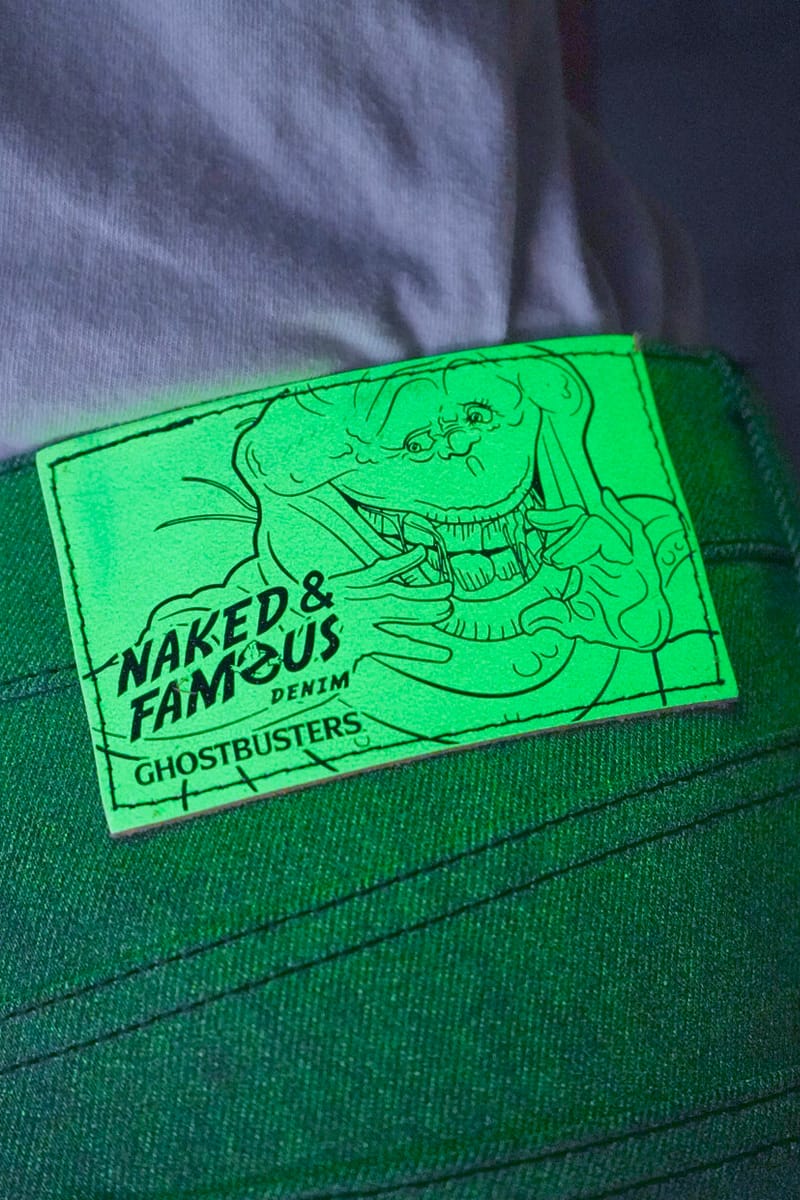 NAKED &
FAMOUS
DENIM
GHOSTBUSTERS